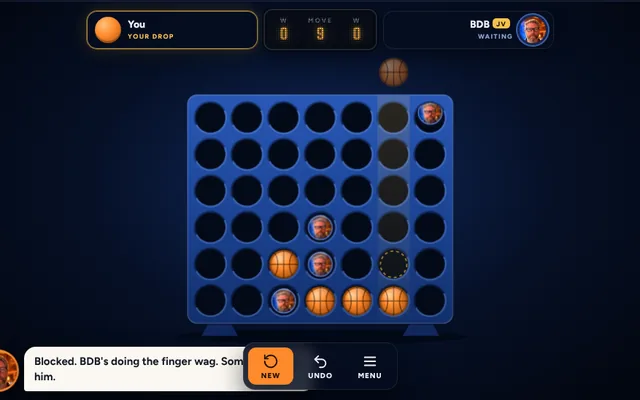 You
YOUR DROP
W MOVE W
0 9 0
BDB JV
WAITING
Blocked. BDB's doing the finger wag. Som
him.
NEW UNDO MENU